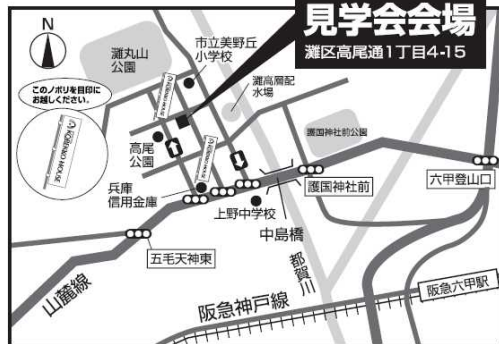 見学会会場
灘区高尾通1丁目4-15
N
灘丸山
公園
市立美野丘
小学校
このノボリを目印に
お越しください。
灘高層配
水場
高尾
公園
護国神社前公園
兵庫
信用金庫
護国神社前
六甲登山口
上野中学校
中島橋
五毛天神東
都賀川
山麓線
阪急神戸線
阪急六甲駅